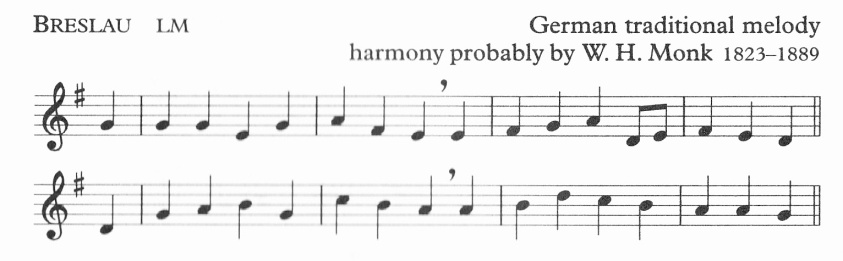 BRESLAU LM
German traditional melody
harmony probably by W. H. Monk 1823–1889